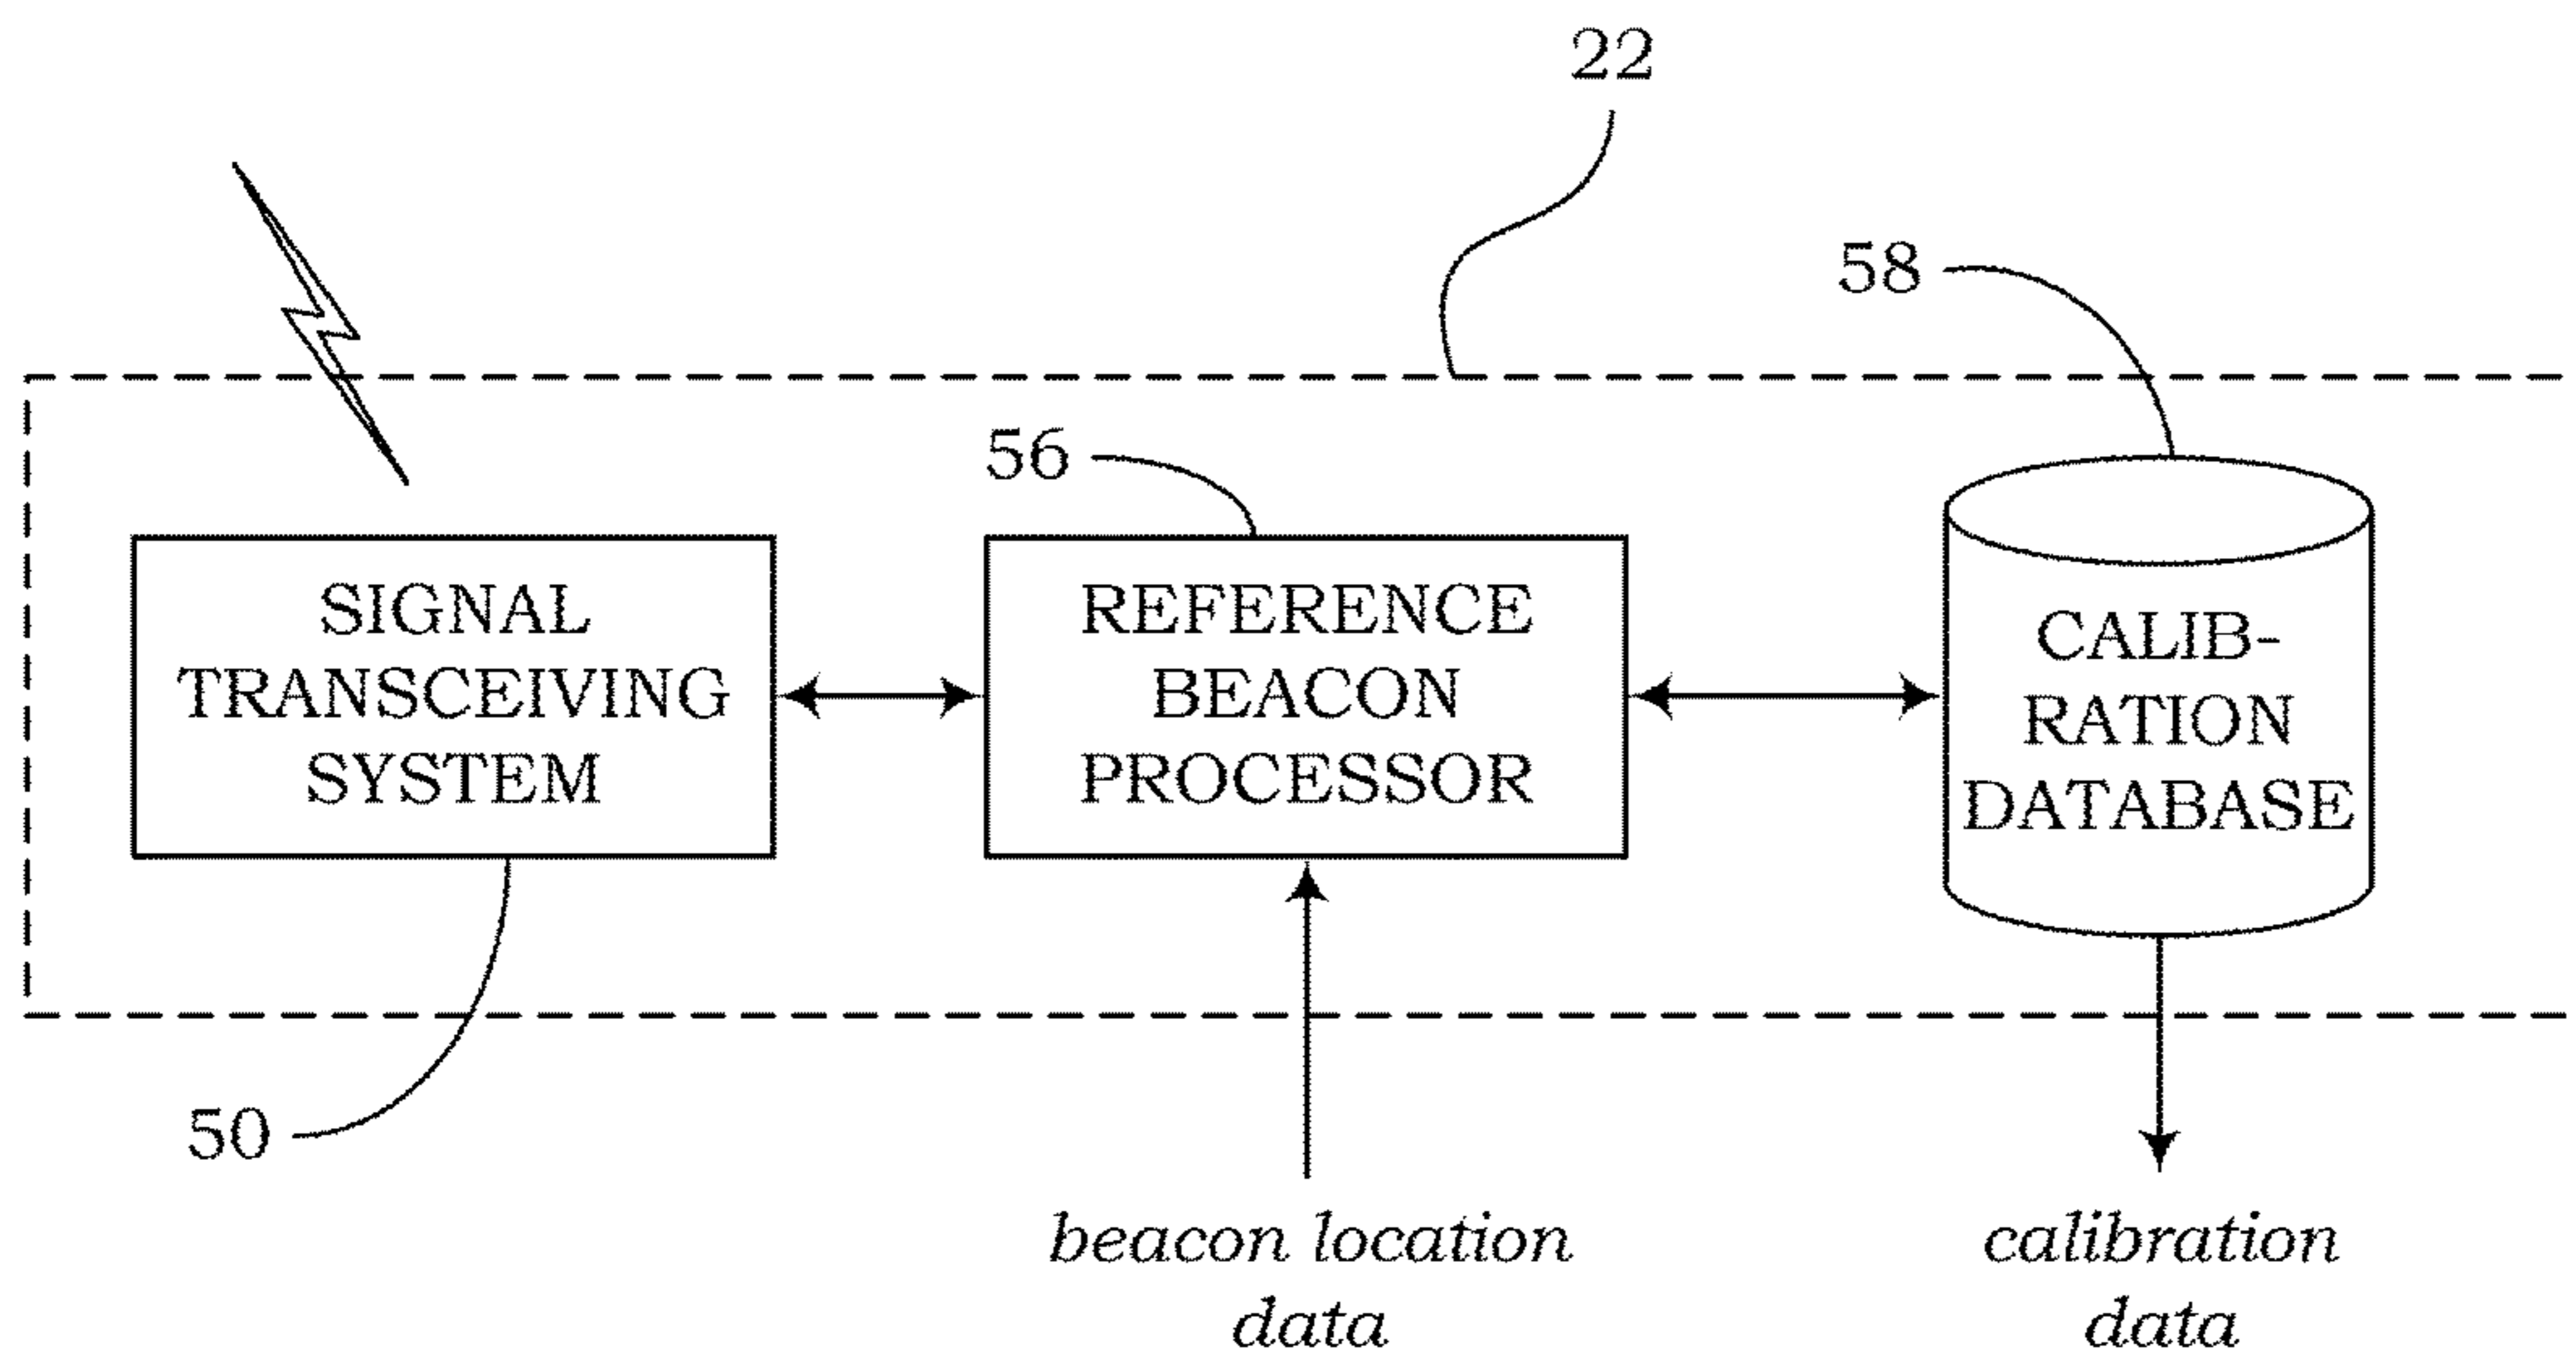 22
58
56
SIGNAL
TRANSCEIVING
SYSTEM
REFERENCE
BEACON
PROCESSOR
CALIB-
RATION
DATABASE
50
beacon location
data
calibration
data